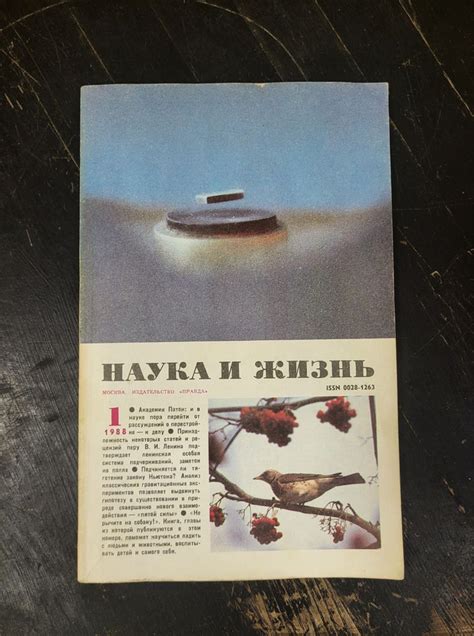 НАУКА И ЖИЗНЬ
МОСКВА. ИЗДАТЕЛЬСТВО «ПРАВДА»
ISSN 0028-1263
1
1988
● Академик Патон: и в
науке пора перейти от
рассуждений о перестрой-
ке — к делу ● Принад-
лежность некоторых статей и ре-
цензий перу В. И. Ленина под-
тверждает ленинская особая
система подчеркиваний, заметок
на полях ● Подчиняется ли тя-
готение закону Ньютона? Анализ
классических гравитационных экс-
периментов позволяет выдвинуть
гипотезу о существовании в при-
роде совершенно нового взаимо-
действия — «пятой силы» ● «Не
рычите на собаку!». Книга, главы
из которой публикуются в этом
номере, помогает научиться ладить
с людьми и животными, воспиты-
вать детей и самого себя.